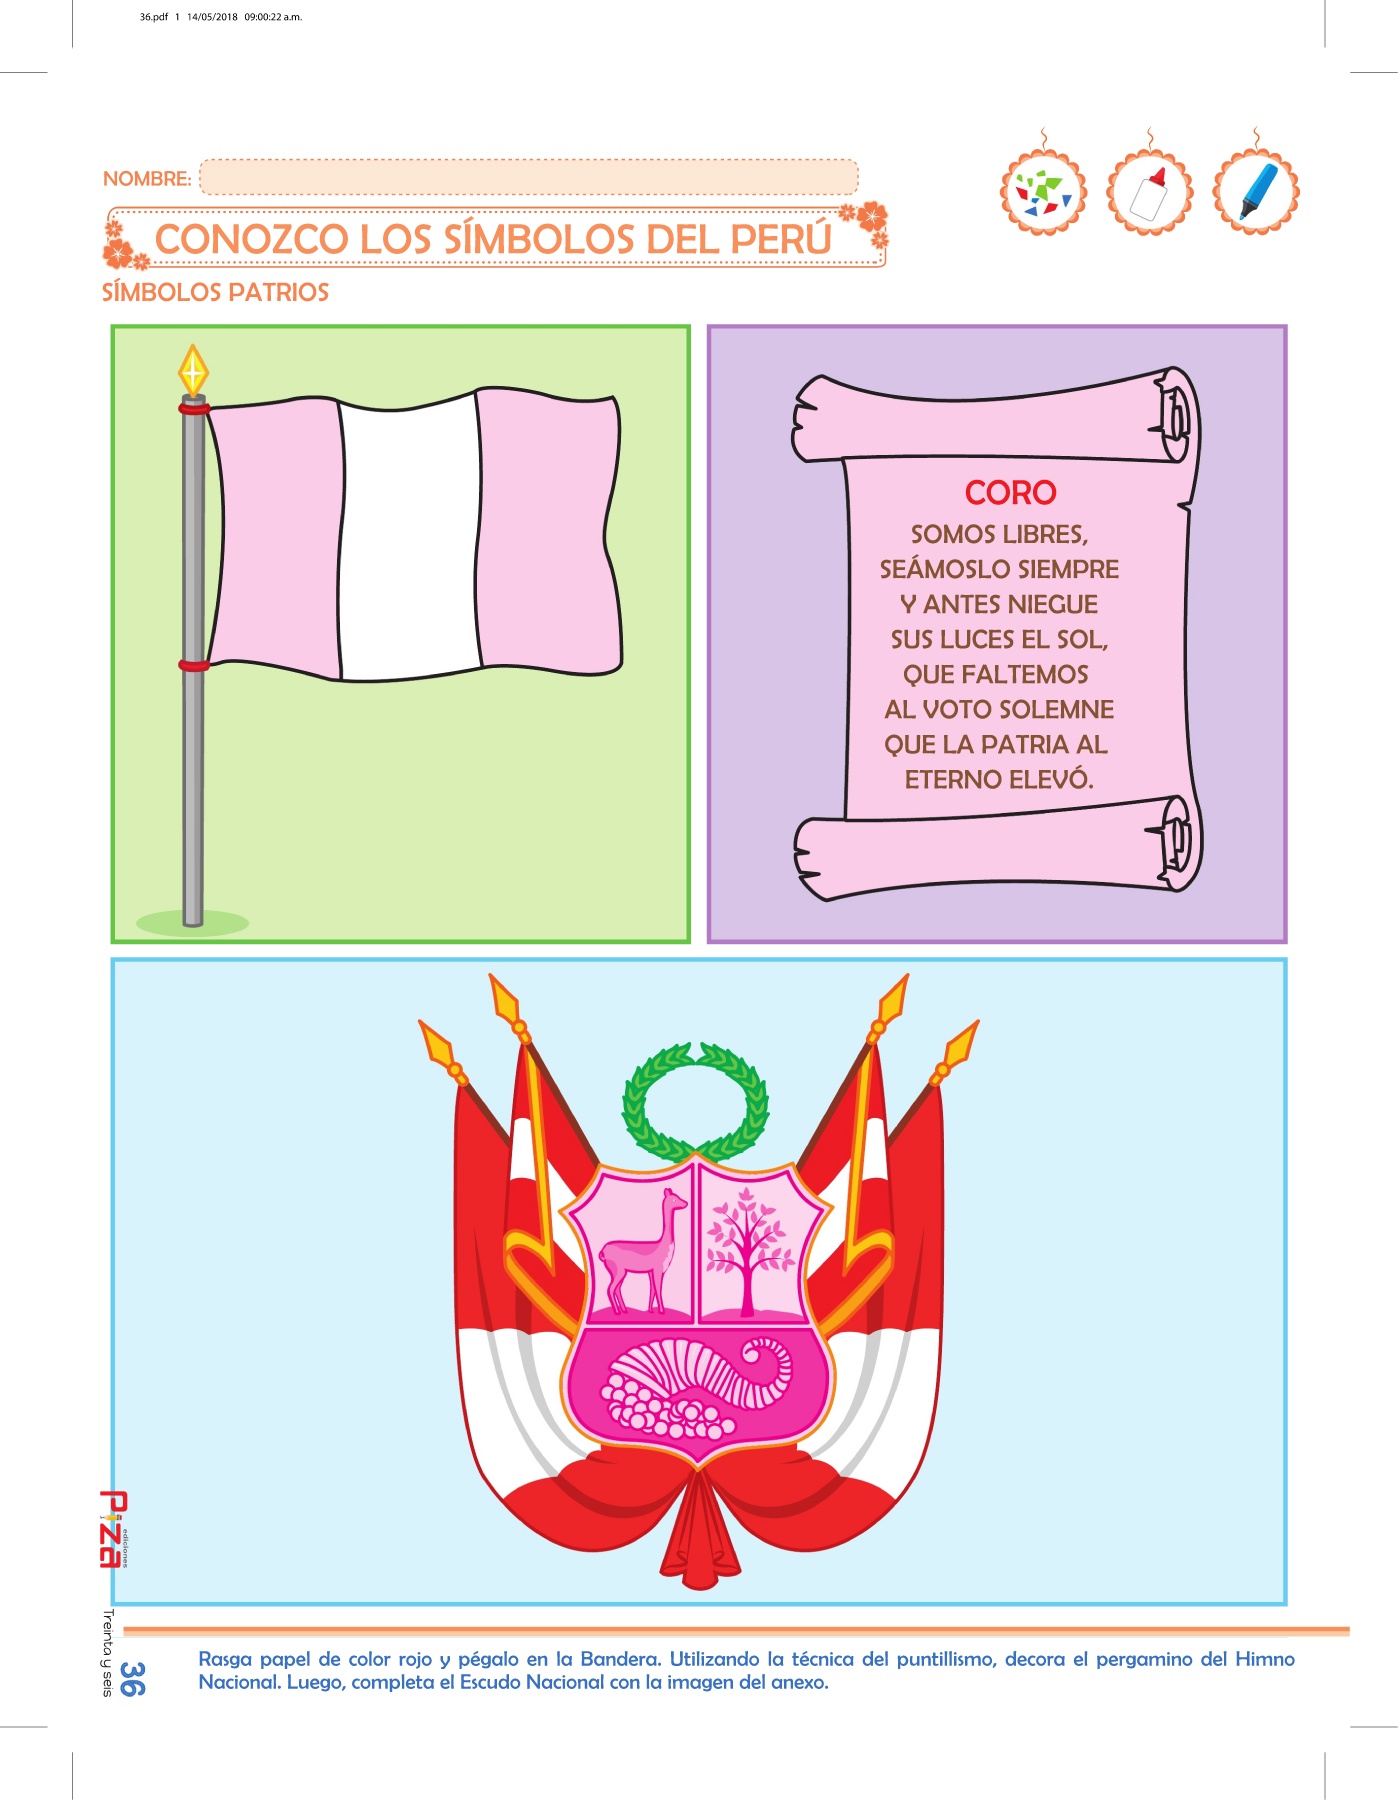 36.pdf 1 14/05/2018 09:00:22 a.m.
NOMBRE:
CONOZCO LOS SÍMBOLOS DEL PERÚ
SÍMBOLOS PATRIOS
CORO
SOMOS LIBRES,
SEÁMOSLO SIEMPRE
Y ANTES NIEGUE
SUS LUCES EL SOL,
QUE FALTEMOS
AL VOTO SOLEMNE
QUE LA PATRIA AL
ETERNO ELEVÓ.
Piza
ediciones
Treinta y seis
36
Rasga papel de color rojo y pégalo en la Bandera. Utilizando la técnica del puntillismo, decora el pergamino del Himno
Nacional. Luego, completa el Escudo Nacional con la imagen del anexo.